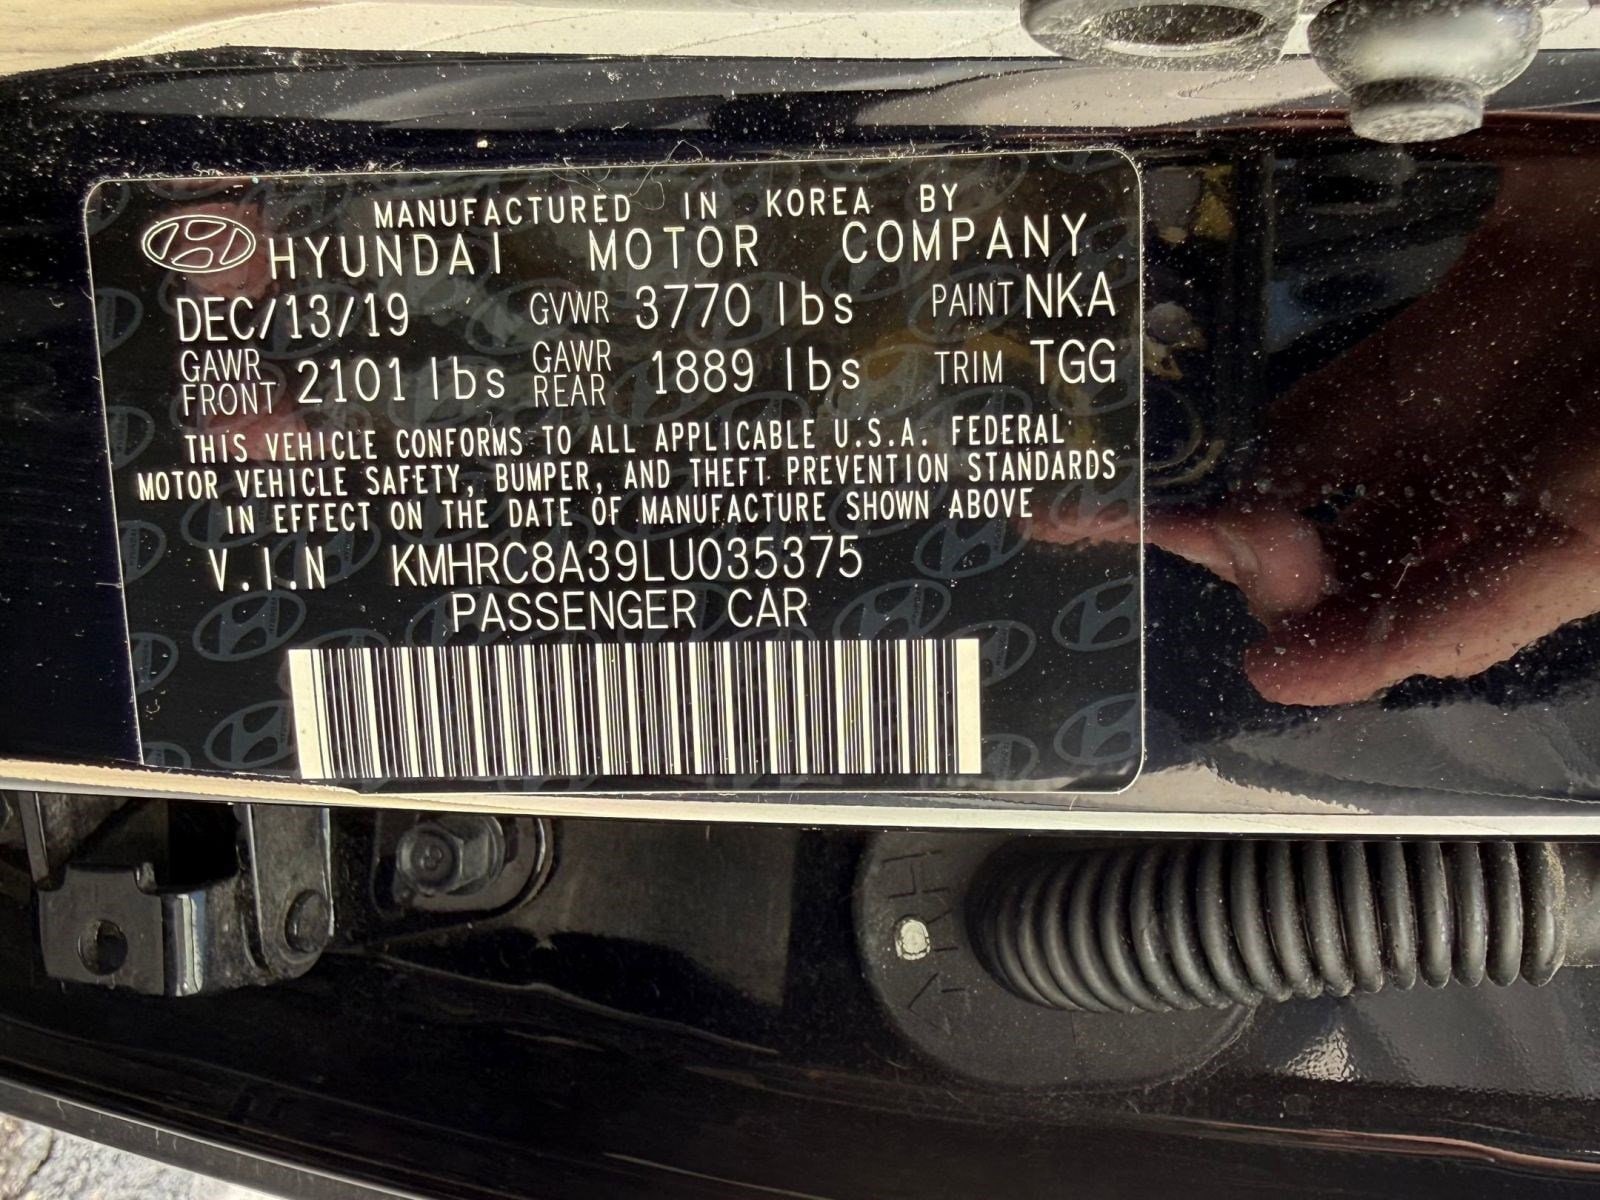 MANUFACTURED IN KOREA BY
HYUNDAI MOTOR COMPANY
DEC/13/19 GVWR 3770 lbs PAINT NKA
GAWR FRONT 2101 lbs GAWR REAR 1889 lbs TRIM TGG
THIS VEHICLE CONFORMS TO ALL APPLICABLE U.S.A. FEDERAL
MOTOR VEHICLE SAFETY, BUMPER, AND THEFT PREVENTION STANDARDS
IN EFFECT ON THE DATE OF MANUFACTURE SHOWN ABOVE
V.I.N KMHRC8A39LU035375
PASSENGER CAR